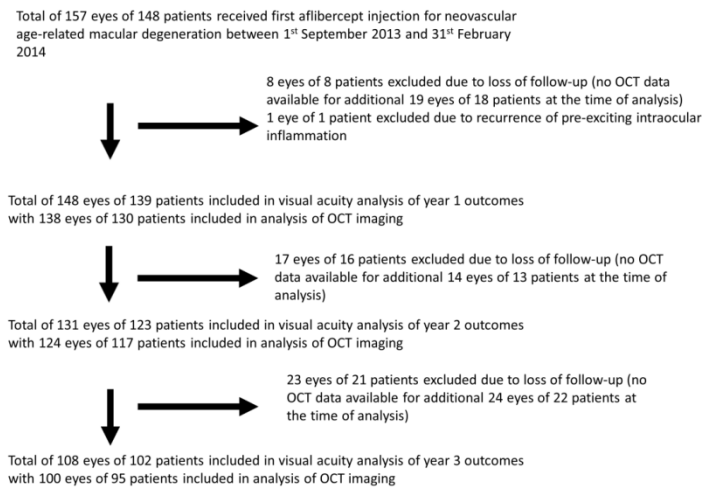 Total of 157 eyes of 148 patients received first aflibercept injection for neovascular
age-related macular degeneration between 1st September 2013 and 31st February
2014
8 eyes of 8 patients excluded due to loss of follow-up (no OCT data
available for additional 19 eyes of 18 patients at the time of analysis)
1 eye of 1 patient excluded due to recurrence of pre-exciting intraocular
inflammation
Total of 148 eyes of 139 patients included in visual acuity analysis of year 1 outcomes
with 138 eyes of 130 patients included in analysis of OCT imaging
17 eyes of 16 patients excluded due to loss of follow-up (no OCT
data available for additional 14 eyes of 13 patients at the time of
analysis)
Total of 131 eyes of 123 patients included in visual acuity analysis of year 2 outcomes
with 124 eyes of 117 patients included in analysis of OCT imaging
23 eyes of 21 patients excluded due to loss of follow-up (no
OCT data available for additional 24 eyes of 22 patients at
the time of analysis)
Total of 108 eyes of 102 patients included in visual acuity analysis of year 3 outcomes
with 100 eyes of 95 patients included in analysis of OCT imaging